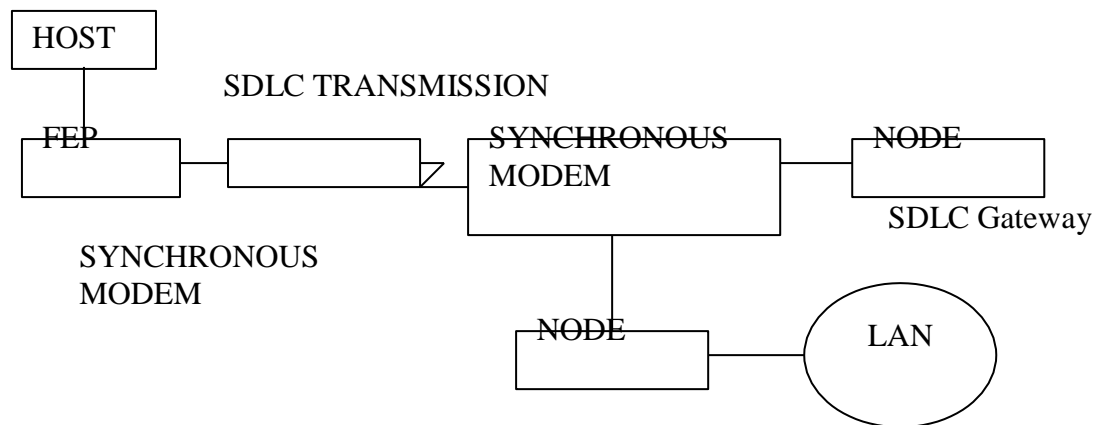 HOST
SDLC TRANSMISSION
FEP
SYNCHRONOUS
MODEM
NODE
SDLC Gateway
SYNCHRONOUS
MODEM
NODE
LAN